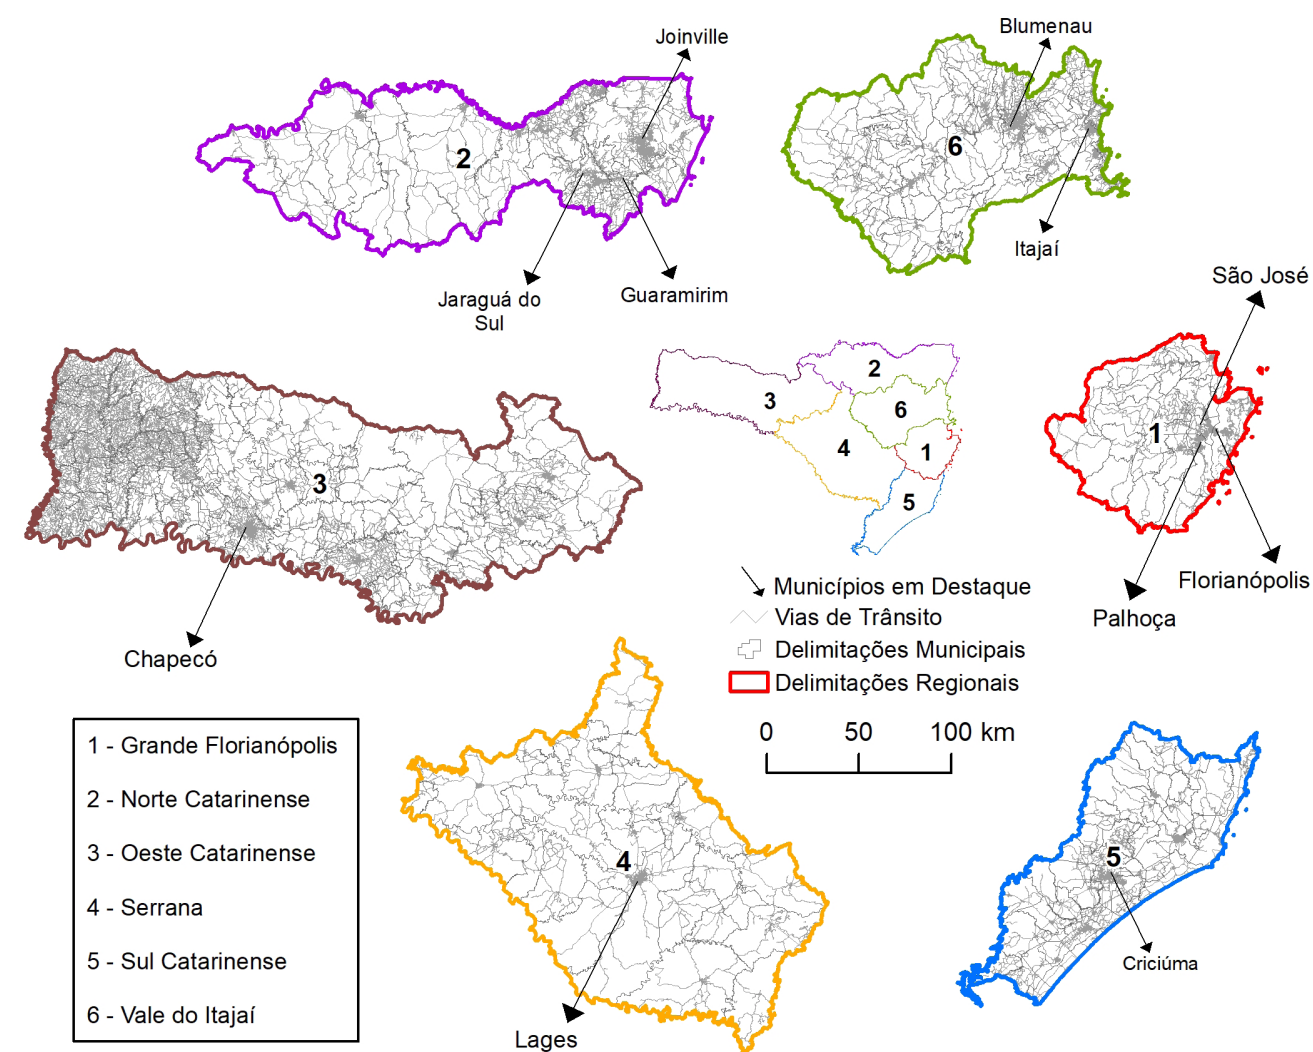 Joinville
Blumenau
2
6
Itajaí
Jaraguá do
Sul
Guaramirim
São José
3
Chapecó
2
3
6
4
1
5
1
Florianópolis
Palhoça
Municípios em Destaque
Vias de Trânsito
Delimitações Municipais
Delimitações Regionais
0 50 100 km
1 - Grande Florianópolis
2 - Norte Catarinense
3 - Oeste Catarinense
4 - Serrana
5 - Sul Catarinense
6 - Vale do Itajaí
4
Lages
5
Criciúma